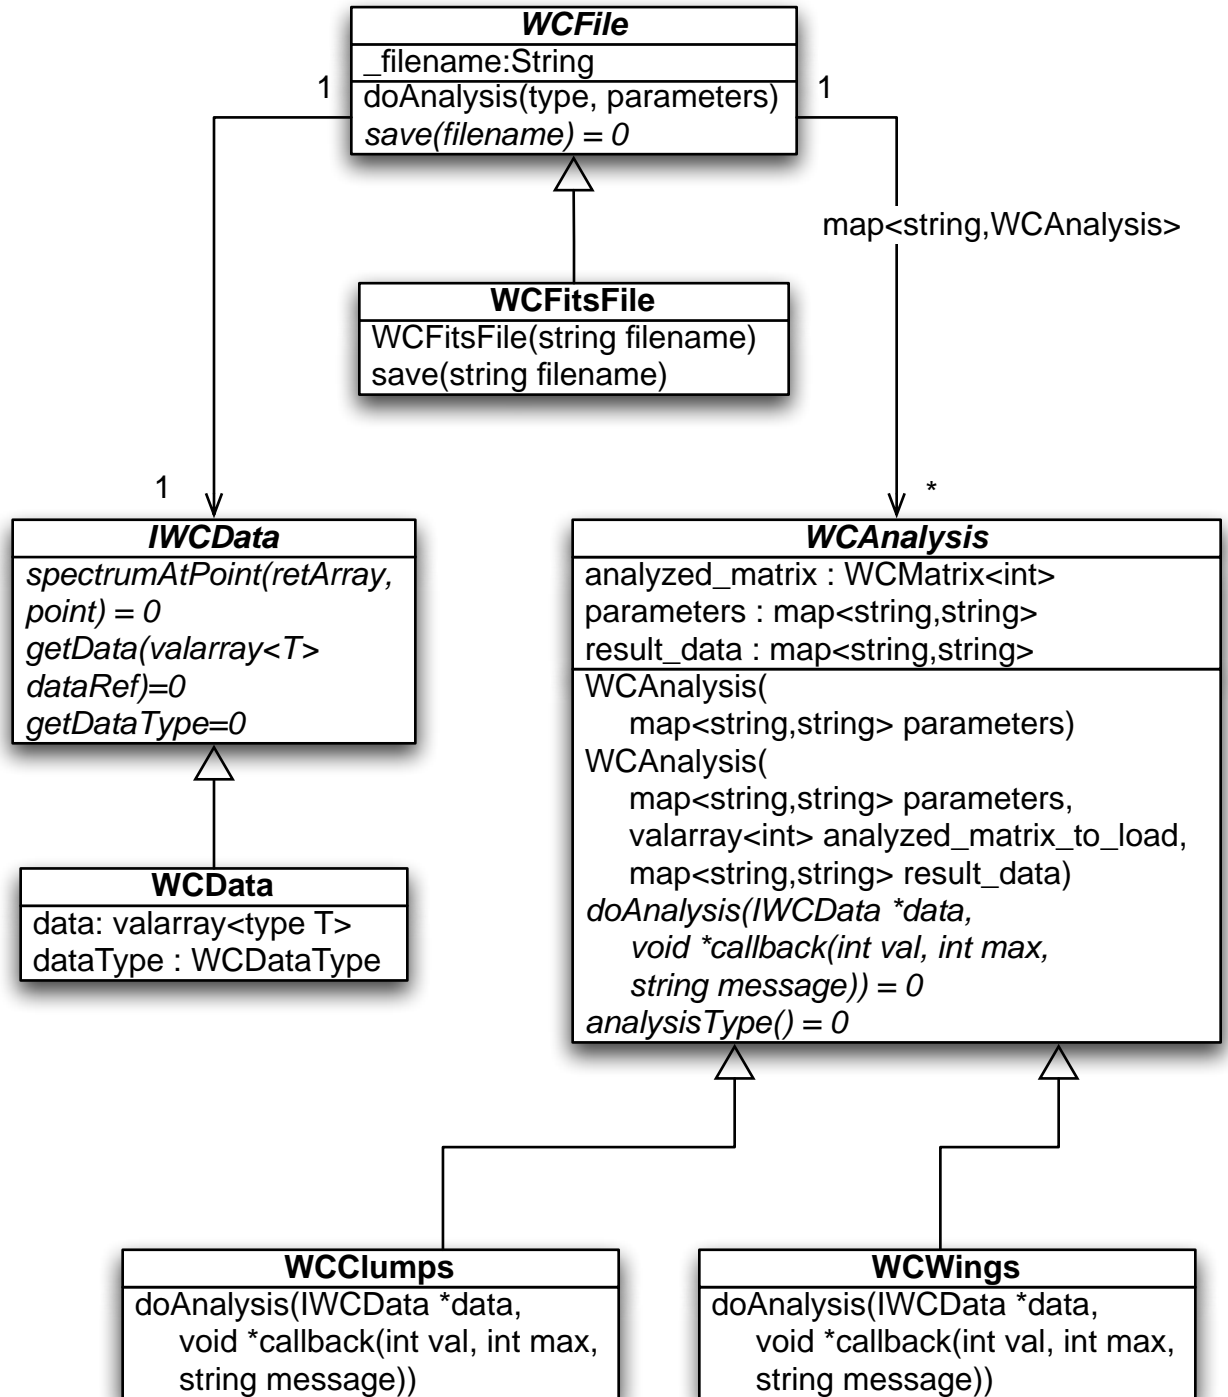 WCFile
_filename:String
doAnalysis(type, parameters)
save(filename) = 0
1
1
map<string,WCAnalysis>
WCFitsFile
WCFitsFile(string filename)
save(string filename)
1
*
IWCData
spectrumAtPoint(retArray,
point) = 0
getData(valarray<T>
dataRef)=0
getDataType=0
WCData
data: valarray<type T>
dataType : WCDataType
WCAnalysis
analyzed_matrix : WCMatrix<int>
parameters : map<string,string>
result_data : map<string,string>
WCAnalysis(
map<string,string> parameters)
WCAnalysis(
map<string,string> parameters,
valarray<int> analyzed_matrix_to_load,
map<string,string> result_data)
doAnalysis(IWCData *data,
void *callback(int val, int max,
string message)) = 0
analysisType() = 0
WCClumps
doAnalysis(IWCData *data,
void *callback(int val, int max,
string message))
WCWings
doAnalysis(IWCData *data,
void *callback(int val, int max,
string message))